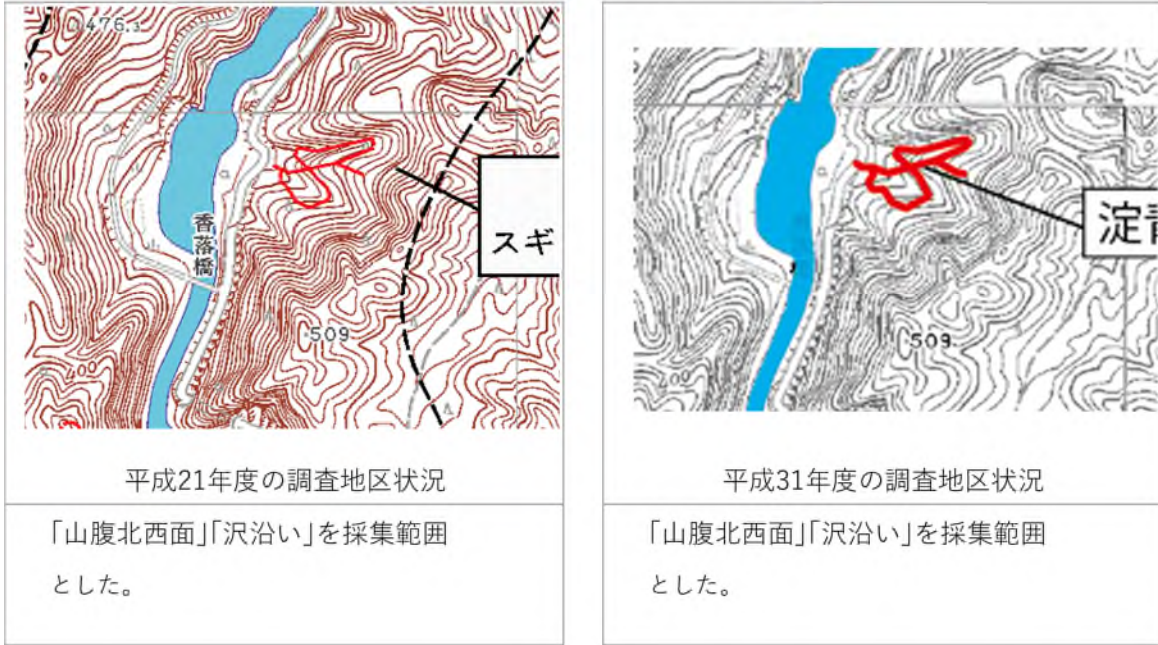 476.3
香落橋
スギ
509
平成21年度の調査地区状況
「山腹北西面」「沢沿い」を採集範囲
とした。
淀青
509
平成31年度の調査地区状況
「山腹北西面」「沢沿い」を採集範囲
とした。